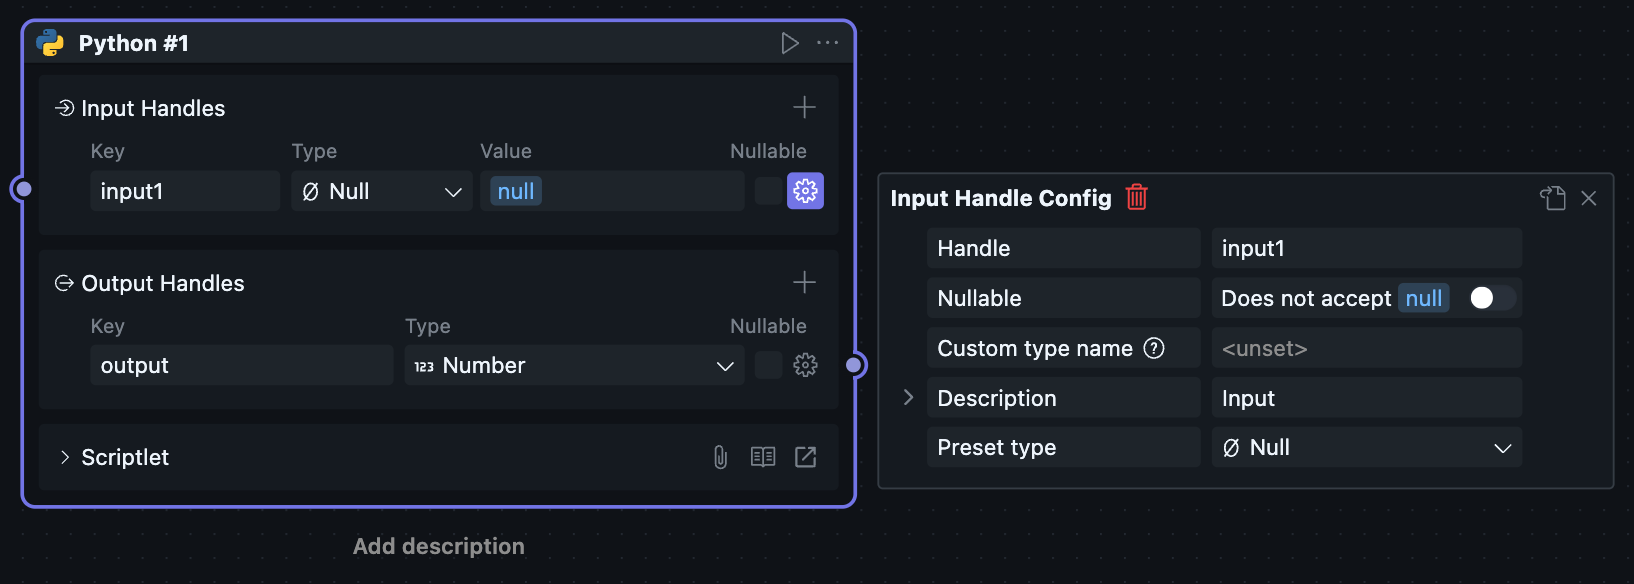 Python #1
Input Handles
Key Type Value Nullable
input1 Null null
Output Handles
Key Type Nullable
output 123 Number
Scriptlet
Add description
Input Handle Config
Handle input1
Nullable Does not accept null
Custom type name ? <unset>
Description Input
Preset type Null